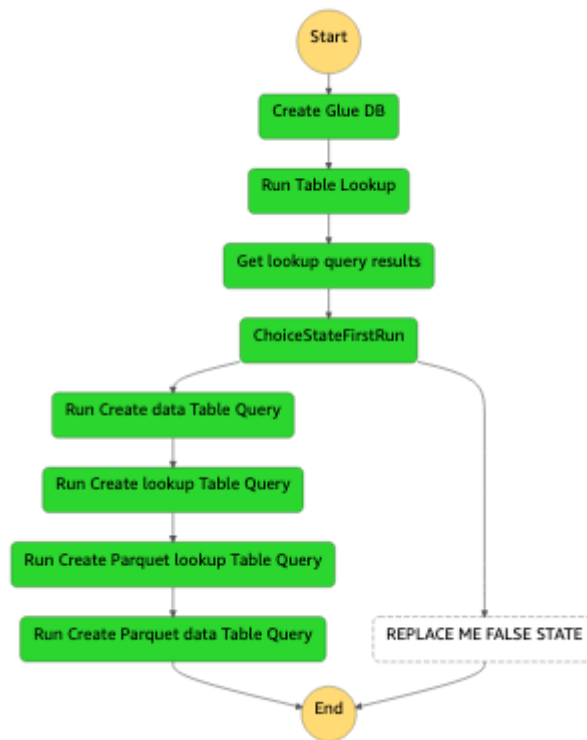 Start
Create Glue DB
Run Table Lookup
Get lookup query results
ChoiceStateFirstRun
Run Create data Table Query
Run Create lookup Table Query
Run Create Parquet lookup Table Query
Run Create Parquet data Table Query
REPLACE ME FALSE STATE
End